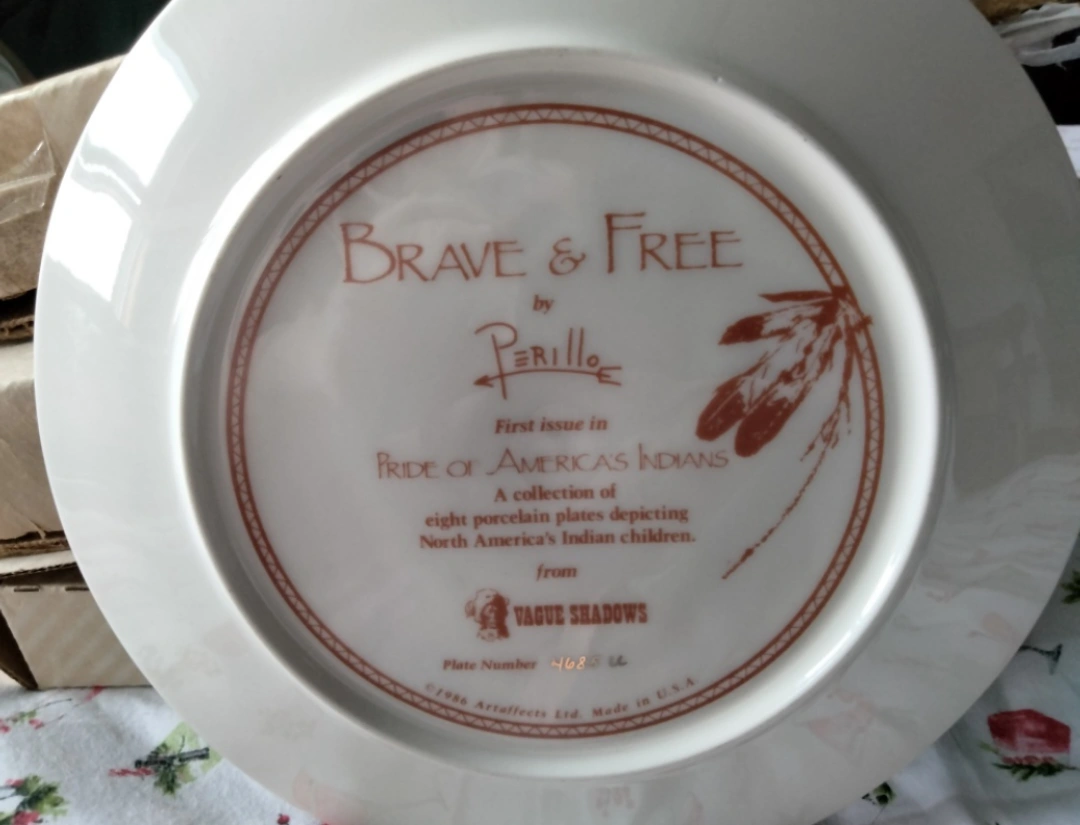 BRAVE & FREE
by
PERILLO
First issue in
PRIDE OF AMERICA'S INDIANS
A collection of
eight porcelain plates depicting
North America's Indian children.
from
VAGUE SHADOWS
Plate Number
©1986 Artaffects Ltd. Made in U.S.A